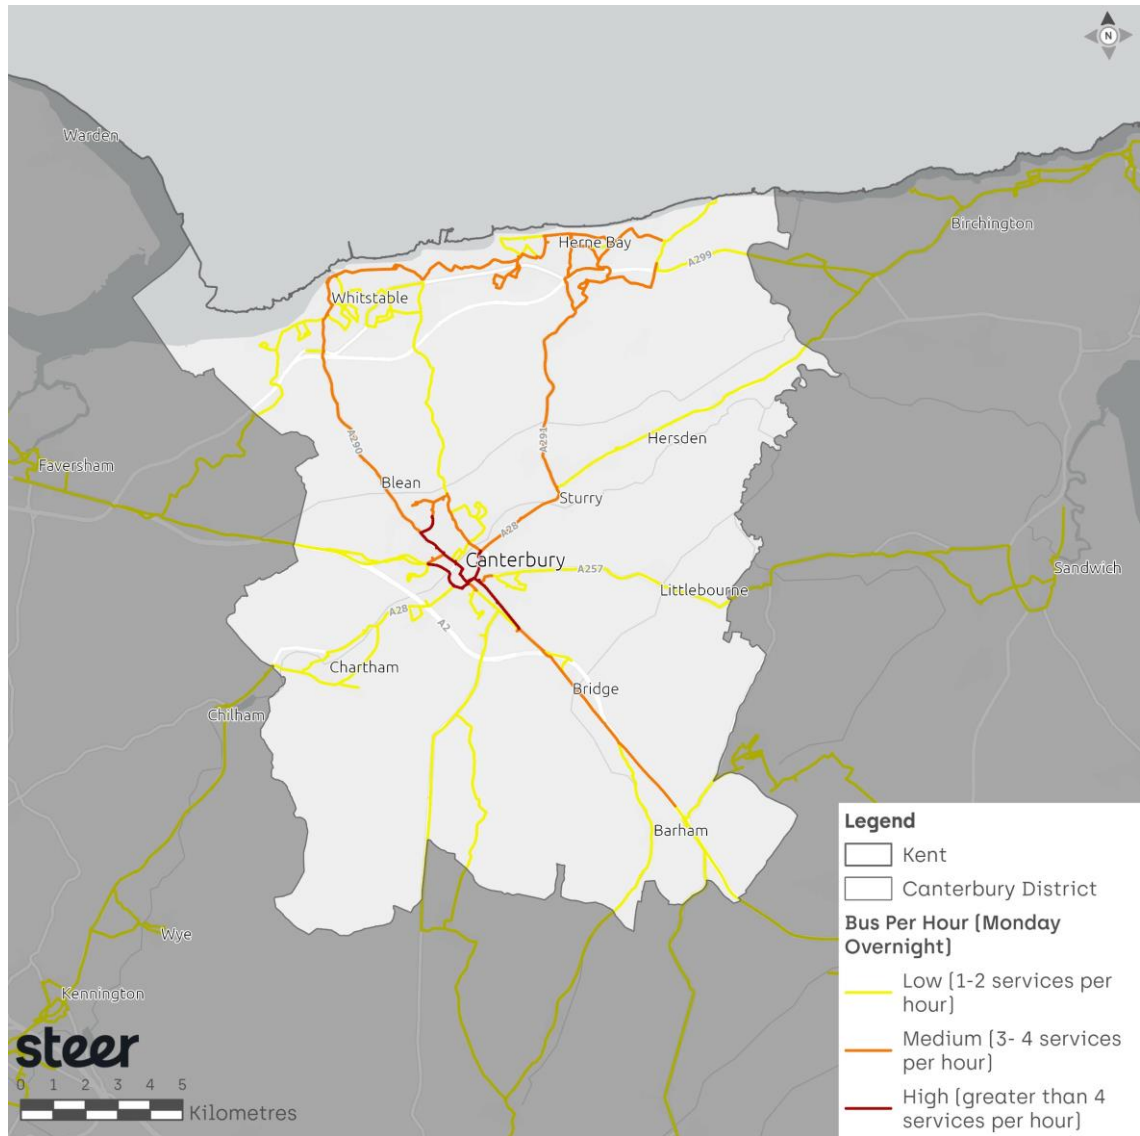 N
Warden
Birchington
Herne Bay
A299
Whitstable
A290
A291
Hersden
Faversham
Blean
Sturry
A28
Canterbury
A257
Sandwich
Littlebourne
A28
A2
Chartham
Bridge
Chilham
Barham
Wye
Kennington
steer
0 1 2 3 4 5
Kilometres
Legend
Kent
Canterbury District
Bus Per Hour (Monday
Overnight)
Low (1-2 services per
hour)
Medium (3- 4 services
per hour)
High (greater than 4
services per hour)